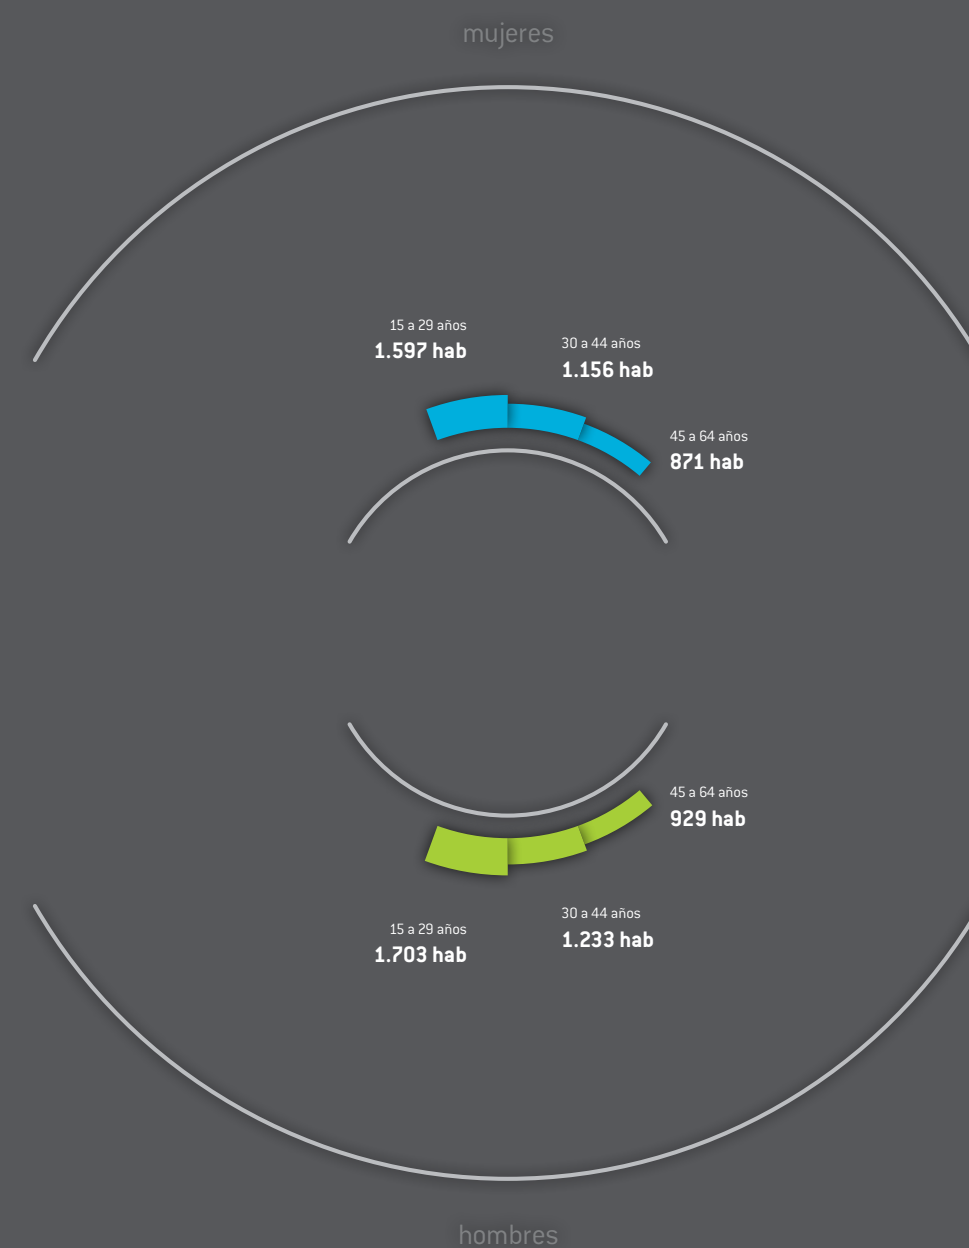 mujeres
15 a 29 años
1.597 hab
30 a 44 años
1.156 hab
45 a 64 años
871 hab
45 a 64 años
929 hab
30 a 44 años
1.233 hab
15 a 29 años
1.703 hab
hombres